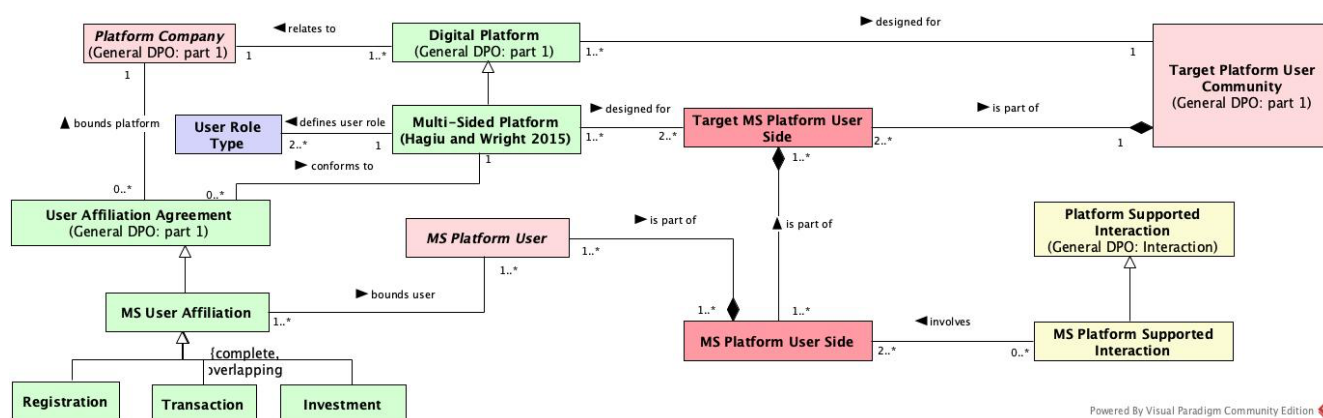 Platform Company
(General DPO: part 1)
◄ relates to
1
1..*
Digital Platform
(General DPO: part 1)
► designed for
1..*
1
Target Platform User
Community
(General DPO: part 1)
1
▲ bounds platform
0..*
User Role
Type
◄ defines user role
2..*
1
Multi-Sided Platform
(Hagiu and Wright 2015)
► designed for
1..*
2..*
Target MS Platform User
Side
► is part of
2..*
1
► conforms to
0..*
1
1..*
User Affiliation Agreement
(General DPO: part 1)
MS Platform User
► is part of
1..*
1..*
▲ is part of
1..*
Platform Supported
Interaction
(General DPO: Interaction)
MS User Affiliation
► bounds user
1..*
1..*
MS Platform User Side
◄ involves
2..*
0..*
MS Platform Supported
Interaction
{complete,
overlapping
Registration
Transaction
Investment
Powered By Visual Paradigm Community Edition